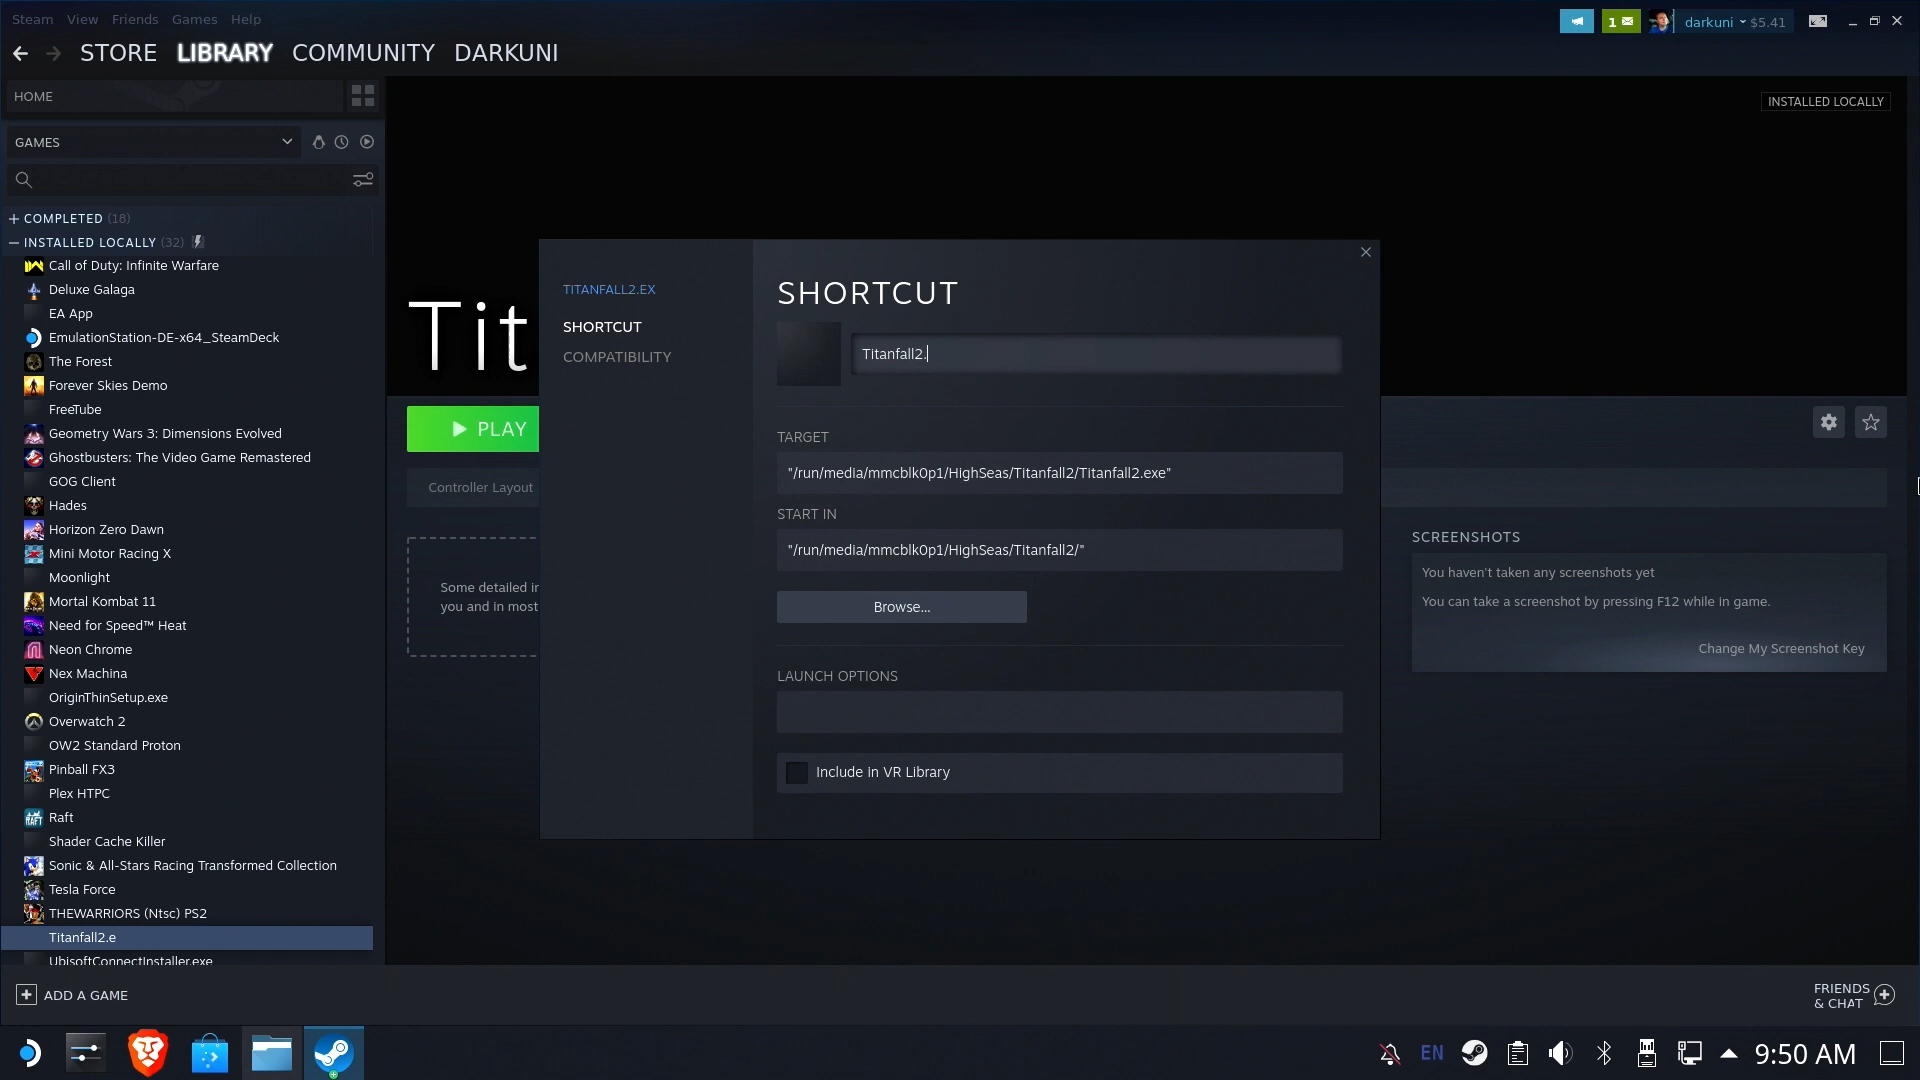 Steam View Friends Games Help
1
darkuni $5.41
STORE LIBRARY COMMUNITY DARKUNI
HOME
INSTALLED LOCALLY
GAMES
+ COMPLETED (18)
– INSTALLED LOCALLY (32)
Call of Duty: Infinite Warfare
Deluxe Galaga
EA App
EmulationStation-DE-x64_SteamDeck
The Forest
Forever Skies Demo
FreeTube
Geometry Wars 3: Dimensions Evolved
Ghostbusters: The Video Game Remastered
GOG Client
Hades
Horizon Zero Dawn
Mini Motor Racing X
Moonlight
Mortal Kombat 11
Need for Speed™ Heat
Neon Chrome
Nex Machina
OriginThinSetup.exe
Overwatch 2
OW2 Standard Proton
Pinball FX3
Plex HTPC
Raft
Shader Cache Killer
Sonic & All-Stars Racing Transformed Collection
Tesla Force
THEWARRIORS (Ntsc) PS2
Titanfall2.e
UbisoftConnectInstaller.exe
Tit
PLAY
Controller Layout
Some detailed in
you and in most
TITANFALL2.EX
SHORTCUT
COMPATIBILITY
SHORTCUT
Titanfall2.
TARGET
"/run/media/mmcblk0p1/HighSeas/Titanfall2/Titanfall2.exe"
START IN
"/run/media/mmcblk0p1/HighSeas/Titanfall2/"
Browse...
LAUNCH OPTIONS
Include in VR Library
SCREENSHOTS
You haven't taken any screenshots yet
You can take a screenshot by pressing F12 while in game.
Change My Screenshot Key
ADD A GAME
FRIENDS
& CHAT
EN
9:50 AM